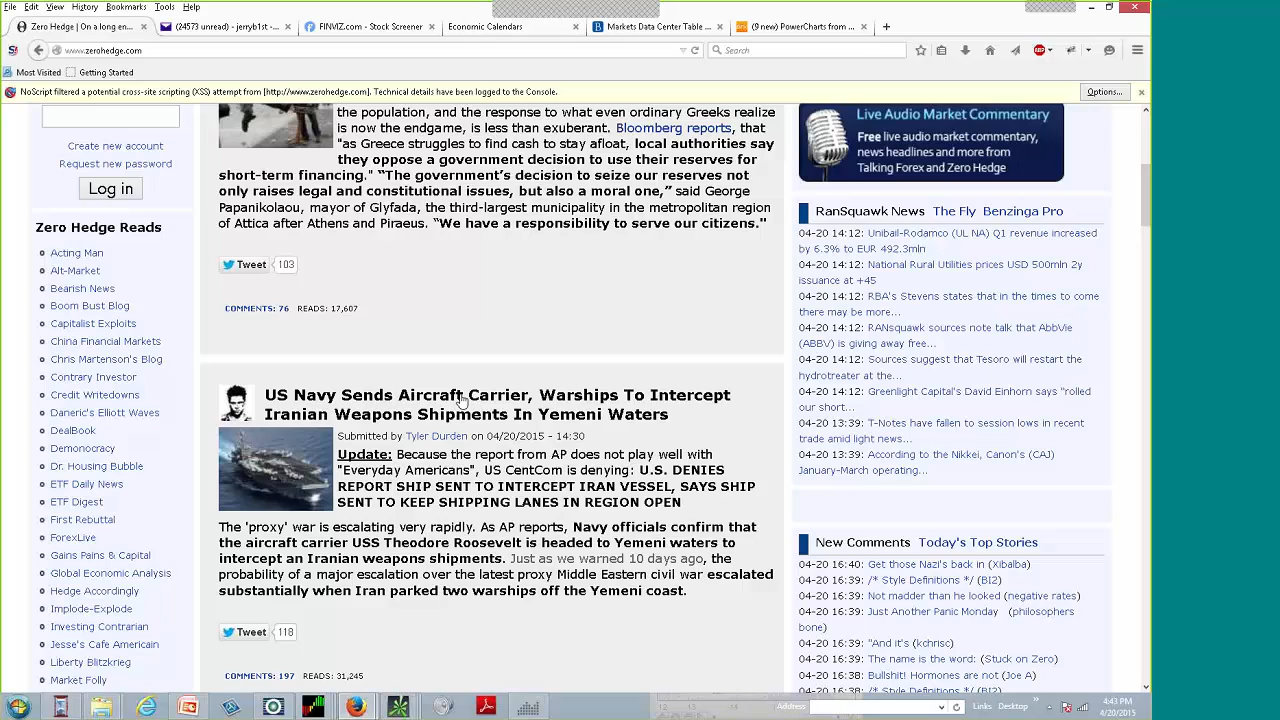 File Edit View History Bookmarks Tools Help
Zero Hedge | On a long en...
(24573 unread) - jerryb1st -...
FINVIZ.com - Stock Screener
Economic Calendars
Markets Data Center Table ...
(9 new) PowerCharts from ...
www.zerohedge.com
Search
Most Visited Getting Started
NoScript filtered a potential cross-site scripting (XSS) attempt from [http://www.zerohedge.com]. Technical details have been logged to the Console.
Options...
Create new account
Request new password
Log in
Zero Hedge Reads
Acting Man
Alt-Market
Bearish News
Boom Bust Blog
Capitalist Exploits
China Financial Markets
Chris Martenson's Blog
Contrary Investor
Credit Writedowns
Daneric's Elliott Waves
DealBook
Demonocracy
Dr. Housing Bubble
ETF Daily News
ETF Digest
First Rebuttal
ForexLive
Gains Pains & Capital
Global Economic Analysis
Hedge Accordingly
Implode-Explode
Investing Contrarian
Jesse's Cafe American
Liberty Blitzkrieg
Market Folly
the population, and the response to what even ordinary Greeks realize
is now the endgame, is less than exuberant. Bloomberg reports, that
"as Greece struggles to find cash to stay afloat, local authorities say
they oppose a government decision to use their reserves for
short-term financing." “The government’s decision to seize our reserves not
only raises legal and constitutional issues, but also a moral one,” said George
Papanikolaou, mayor of Glyfada, the third-largest municipality in the metropolitan region
of Attica after Athens and Piraeus. “We have a responsibility to serve our citizens."
Tweet 103
COMMENTS: 76 READS: 17,607
US Navy Sends Aircraft Carrier, Warships To Intercept
Iranian Weapons Shipments In Yemeni Waters
Submitted by Tyler Durden on 04/20/2015 - 14:30
Update: Because the report from AP does not play well with
"Everyday Americans", US CentCom is denying: U.S. DENIES
REPORT SHIP SENT TO INTERCEPT IRAN VESSEL, SAYS SHIP
SENT TO KEEP SHIPPING LANES IN REGION OPEN
The 'proxy' war is escalating very rapidly. As AP reports, Navy officials confirm that
the aircraft carrier USS Theodore Roosevelt is headed to Yemeni waters to
intercept an Iranian weapons shipments. Just as we warned 10 days ago, the
probability of a major escalation over the latest proxy Middle Eastern civil war escalated
substantially when Iran parked two warships off the Yemeni coast.
Tweet 118
COMMENTS: 197 READS: 31,245
Live Audio Market Commentary
Free live audio market commentary,
news headlines and more from
Talking Forex and Zero Hedge
RanSquawk News The Fly Benzinga Pro
04-20 14:12: Unibail-Rodamco (UL NA) Q1 revenue increased
by 6.3% to EUR 492.3mln
04-20 14:12: National Rural Utilities prices USD 500mln 2y
issuance at +45
04-20 14:12: RBA's Stevens states that in the times to come
there may be more...
04-20 14:12: RANsquawk sources note talk that AbbVie
(ABBV) is giving away free...
04-20 14:12: Sources suggest that Tesoro will restart the
hydrotreater at the...
04-20 14:12: Greenlight Capital's David Einhorn says "rolled
our short...
04-20 13:39: T-Notes have fallen to session lows in recent
trade amid light news...
04-20 13:39: According to the Nikkei, Canon's (CAJ)
January-March operating...
New Comments Today's Top Stories
04-20 16:40: Get those Nazi's back in (Xibalba)
04-20 16:40: /* Style Definitions */ (BI2)
04-20 16:40: Not madder than he looked (negative rates)
04-20 16:40: Just Another Panic Monday (philosophers
bone)
04-20 16:39: "And it's (kchrisc)
04-20 16:39: The name is the word: (Stuck on Zero)
04-20 16:39: Bullshit! Hormones are not (Joe A)
04-20 16:39: /* Style Definitions */ (BI2)
12 13 14
Address
Links Desktop
4:43 PM
4/20/2015